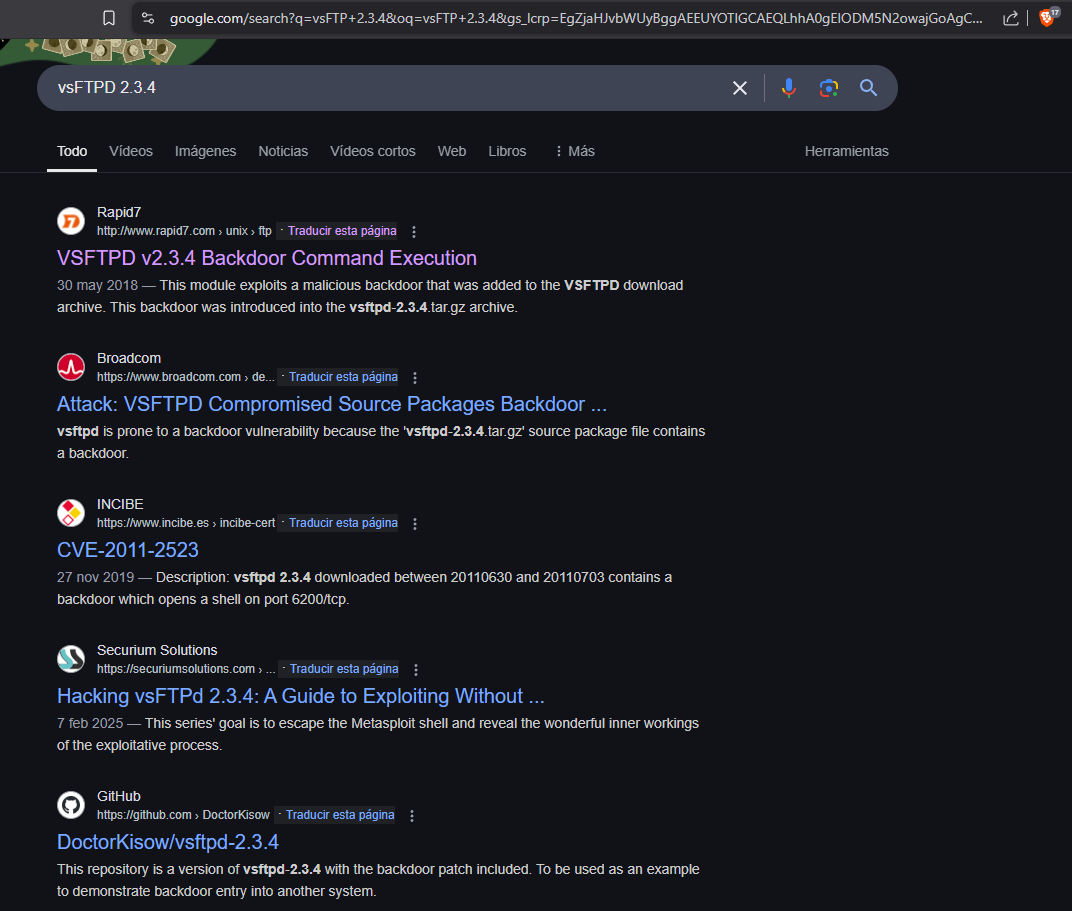 google.com/search?q=vsFTP+2.3.4&oq=vsFTP+2.3.4&gs_lcrp=EgZjaHJvbWUyBggAEEUYOTIGCAEQLhhA0gEIODM5N2owajGoAgC...
17
vsFTPD 2.3.4
Todo Vídeos Imágenes Noticias Vídeos cortos Web Libros Más Herramientas
Rapid7
http://www.rapid7.com › unix › ftp · Traducir esta página
VSFTPD v2.3.4 Backdoor Command Execution
30 may 2018 — This module exploits a malicious backdoor that was added to the VSFTPD download
archive. This backdoor was introduced into the vsftpd-2.3.4.tar.gz archive.
Broadcom
https://www.broadcom.com › de... · Traducir esta página
Attack: VSFTPD Compromised Source Packages Backdoor ...
vsftpd is prone to a backdoor vulnerability because the 'vsftpd-2.3.4.tar.gz' source package file contains
a backdoor.
INCIBE
https://www.incibe.es › incibe-cert · Traducir esta página
CVE-2011-2523
27 nov 2019 — Description: vsftpd 2.3.4 downloaded between 20110630 and 20110703 contains a
backdoor which opens a shell on port 6200/tcp.
Securium Solutions
https://securiumsolutions.com › ... · Traducir esta página
Hacking vsFTPd 2.3.4: A Guide to Exploiting Without ...
7 feb 2025 — This series' goal is to escape the Metasploit shell and reveal the wonderful inner workings
of the exploitative process.
GitHub
https://github.com › DoctorKisow · Traducir esta página
DoctorKisow/vsftpd-2.3.4
This repository is a version of vsftpd-2.3.4 with the backdoor patch included. To be used as an example
to demonstrate backdoor entry into another system.